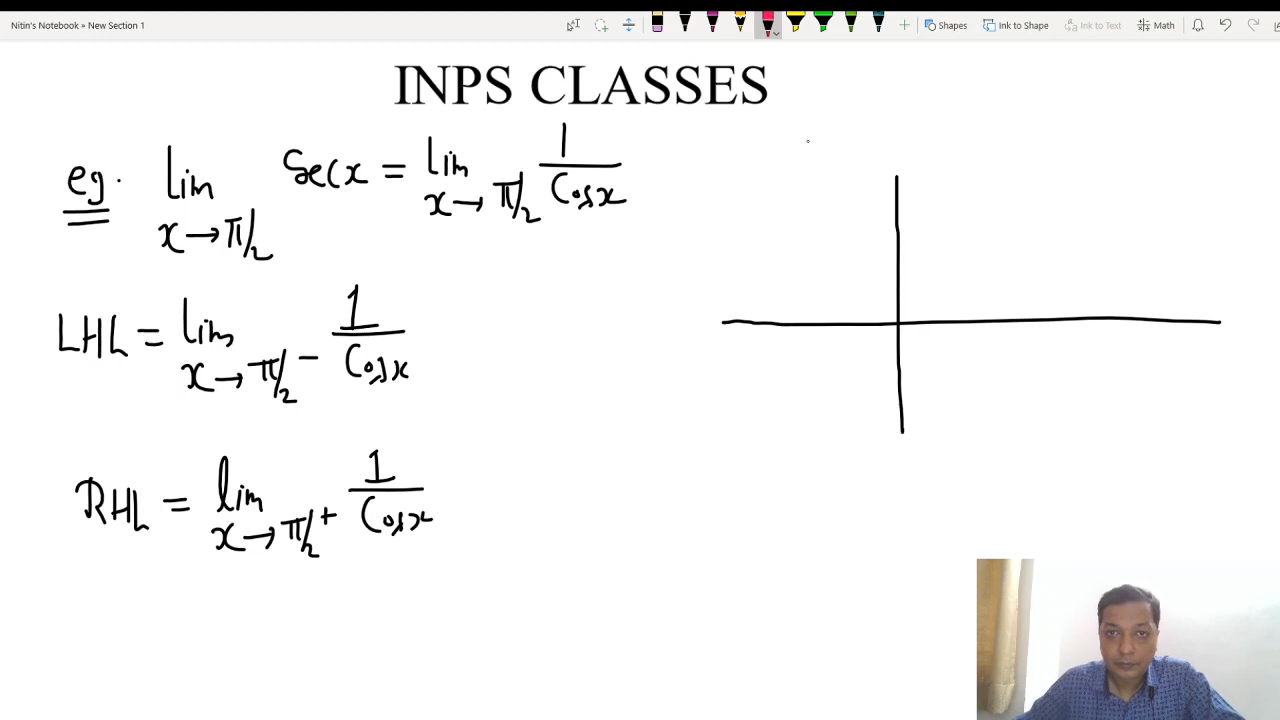 Nitin's Notebook » New Section 1
Shapes Ink to Shape Ink to Text Math
INPS CLASSES
eg. lim x→π/2 Secx = lim x→π/2 1/Cosx
LHL = lim x→π/2 − 1/Cosx
RHL = lim x→π/2 + 1/Cosx